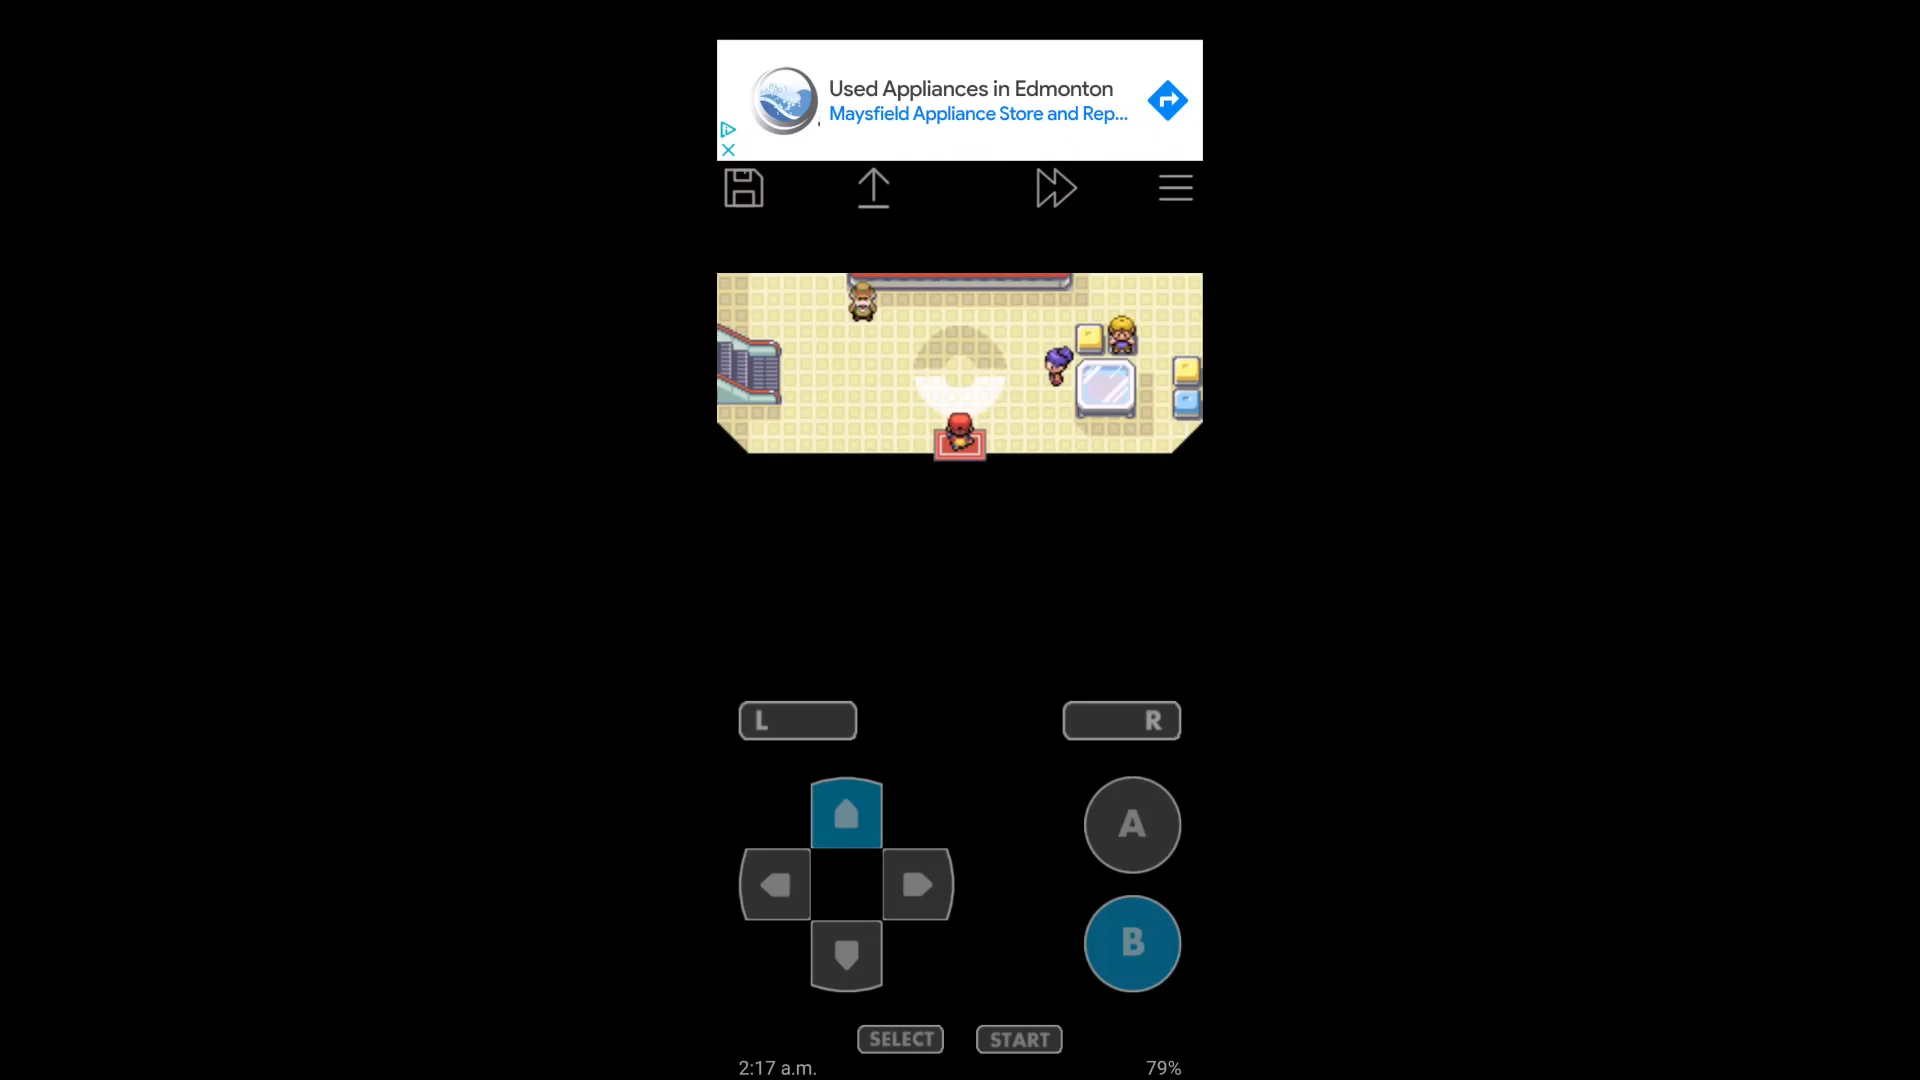 Used Appliances in Edmonton
Maysfield Appliance Store and Rep...
L
R
A
B
SELECT
START
2:17 a.m.
79%